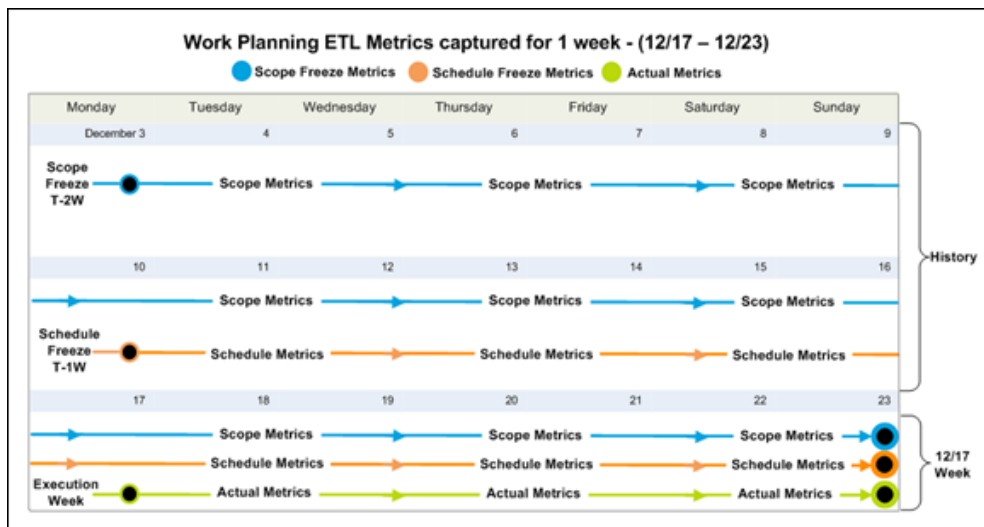 Work Planning ETL Metrics captured for 1 week - (12/17 – 12/23)
Scope Freeze Metrics Schedule Freeze Metrics Actual Metrics
Monday Tuesday Wednesday Thursday Friday Saturday Sunday
December 3 4 5 6 7 8 9
Scope
Freeze
T-2W
Scope Metrics Scope Metrics Scope Metrics
History
10 11 12 13 14 15 16
Scope Metrics Scope Metrics Scope Metrics
Schedule
Freeze
T-1W
Schedule Metrics Schedule Metrics Schedule Metrics
17 18 19 20 21 22 23
Scope Metrics Scope Metrics Scope Metrics
Schedule Metrics Schedule Metrics Schedule Metrics
Execution
Week
Actual Metrics Actual Metrics Actual Metrics
12/17
Week